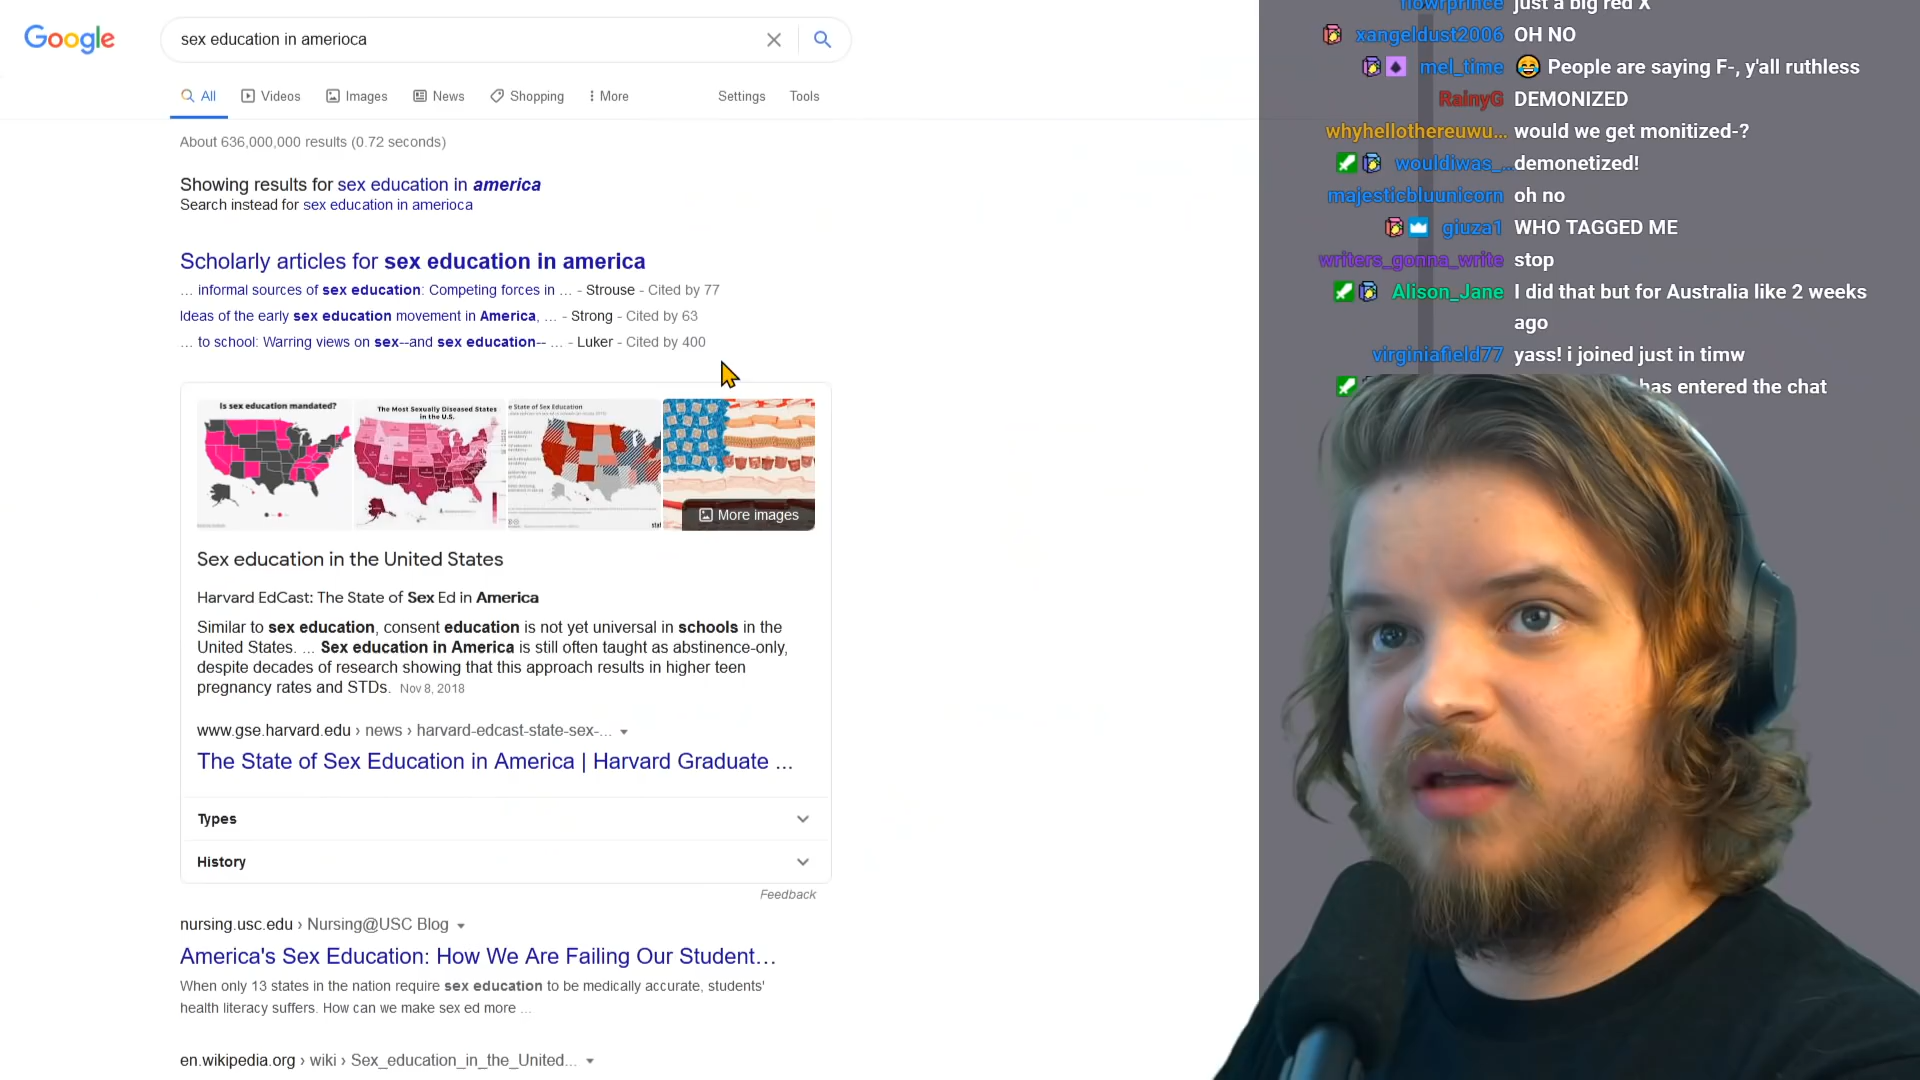 Google
sex education in amerioca
All
Videos
Images
News
Shopping
More
Settings
Tools
About 636,000,000 results (0.72 seconds)
Showing results for sex education in america
Search instead for sex education in amerioca
Scholarly articles for sex education in america
... informal sources of sex education: Competing forces in ... - Strouse - Cited by 77
Ideas of the early sex education movement in America, ... - Strong - Cited by 63
... to school: Warring views on sex--and sex education-- ... - Luker - Cited by 400
Is sex education mandated?
The Most Sexually Diseased States
in the U.S.
e State of Sex Education
More images
Sex education in the United States
Harvard EdCast: The State of Sex Ed in America
Similar to sex education, consent education is not yet universal in schools in the
United States. ... Sex education in America is still often taught as abstinence-only,
despite decades of research showing that this approach results in higher teen
pregnancy rates and STDs. Nov 8, 2018
www.gse.harvard.edu › news › harvard-edcast-state-sex-...
The State of Sex Education in America | Harvard Graduate ...
Types
History
Feedback
nursing.usc.edu › Nursing@USC Blog
America's Sex Education: How We Are Failing Our Student…
When only 13 states in the nation require sex education to be medically accurate, students'
health literacy suffers. How can we make sex ed more ...
en.wikipedia.org › wiki › Sex_education_in_the_United...
flowrprince just a big red X
xangeldust2006 OH NO
mel_time 😂 People are saying F-, y'all ruthless
RainyG DEMONIZED
whyhellothereuwu... would we get monitized-?
wouldiwas_... demonetized!
majesticbluunicorn oh no
giuza1 WHO TAGGED ME
writers_gonna_write stop
Alison_Jane I did that but for Australia like 2 weeks
ago
virginiafield77 yass! i joined just in timw
has entered the chat